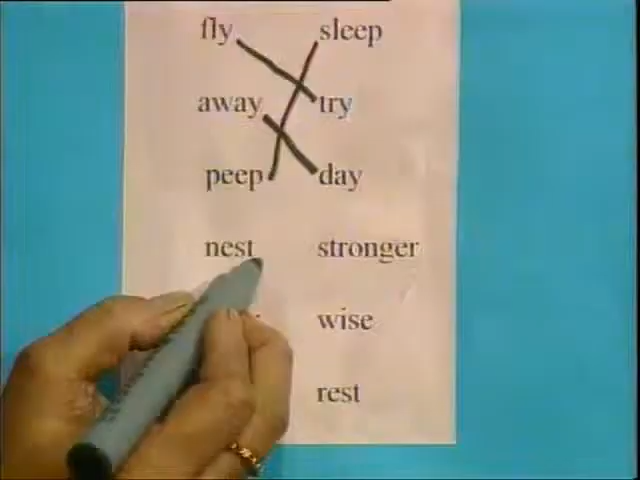 fly sleep
away try
peep day
nest stronger
wise
rest